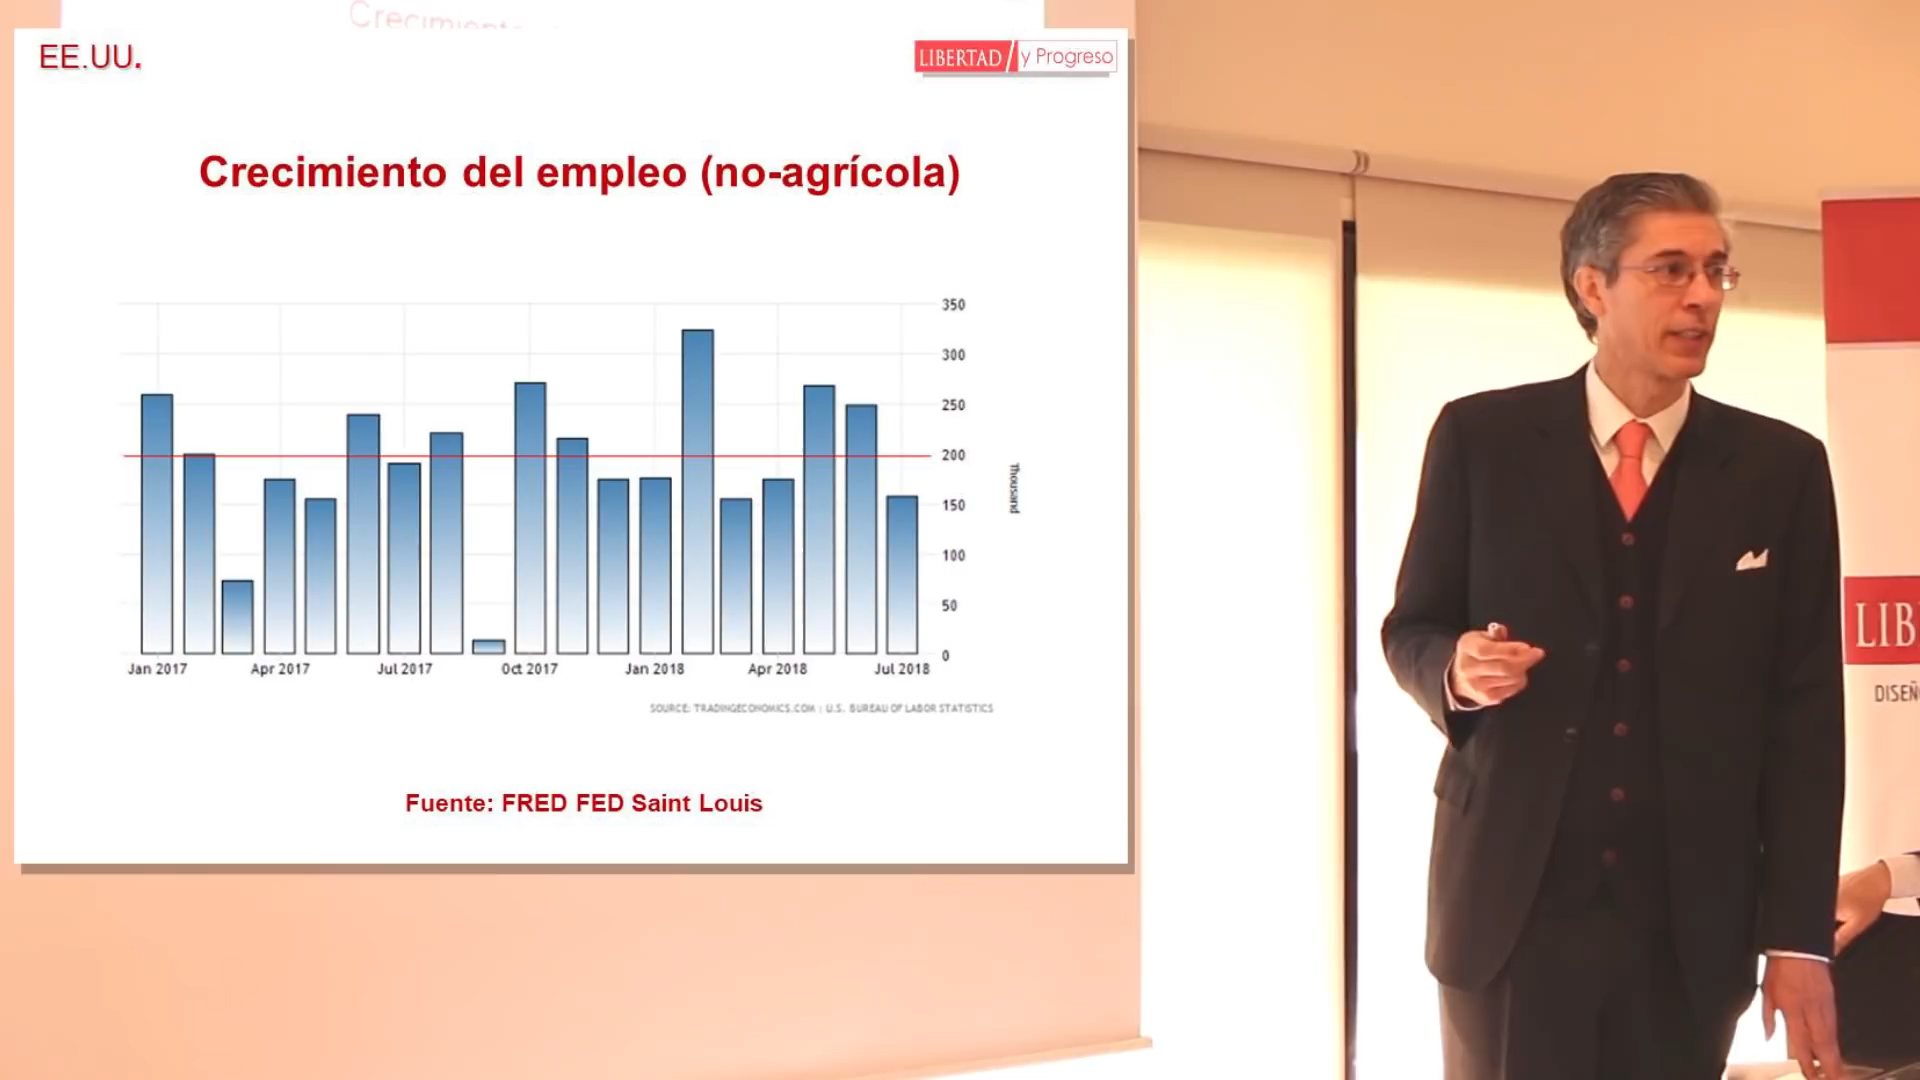 Crecimiento
EE.UU.
LIBERTAD y Progreso
Crecimiento del empleo (no-agrícola)
350
300
250
200
150
100
50
0
Thousand
Jan 2017 Apr 2017 Jul 2017 Oct 2017 Jan 2018 Apr 2018 Jul 2018
SOURCE: TRADINGECONOMICS.COM | U.S. BUREAU OF LABOR STATISTICS
Fuente: FRED FED Saint Louis
LIB
DISEÑ